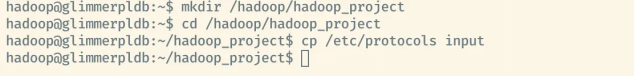 hadoop@glimmerpldb:~$ mkdir /hadoop/hadoop_project
hadoop@glimmerpldb:~$ cd /hadoop/hadoop_project
hadoop@glimmerpldb:~/hadoop_project$ cp /etc/protocols input
hadoop@glimmerpldb:~/hadoop_project$